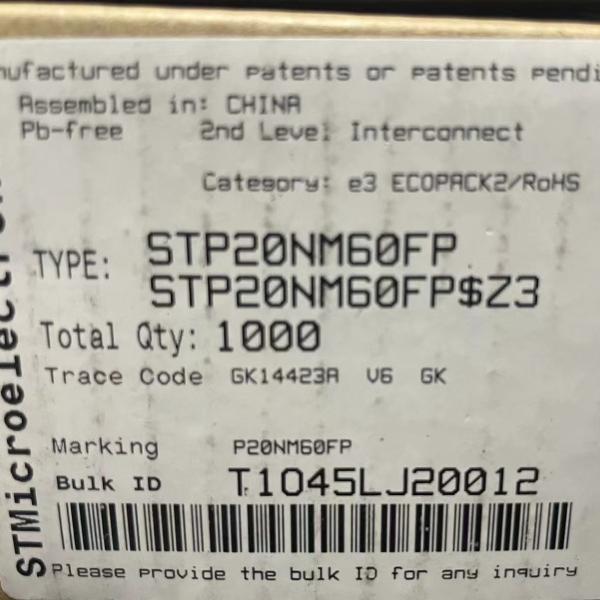 nufactured under patents or patents pendi
Assembled in: CHINA
Pb-free 2nd Level Interconnect
Category: e3 ECOPACK2/RoHS
TYPE: STP20NM60FP
STP20NM60FP$Z3
Total Qty: 1000
Trace Code GK14423A V6 GK
Marking P20NM60FP
Bulk ID T1045LJ20012
Please provide the bulk ID for any inquiry
STMicroelectron